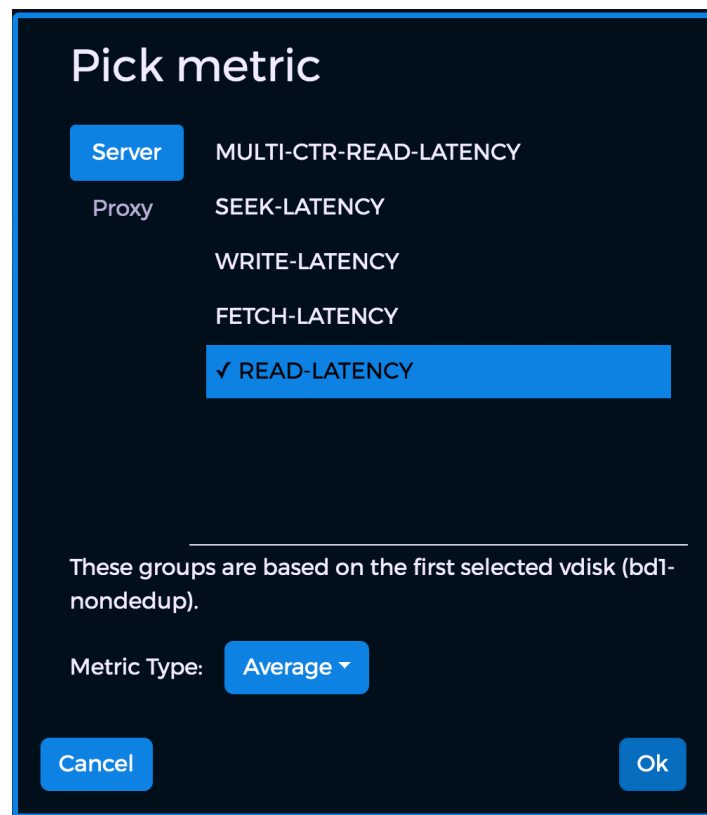 Pick metric
Server
Proxy
MULTI-CTR-READ-LATENCY
SEEK-LATENCY
WRITE-LATENCY
FETCH-LATENCY
✓ READ-LATENCY
These groups are based on the first selected vdisk (bd1-
nondedup).
Metric Type: Average
Cancel Ok